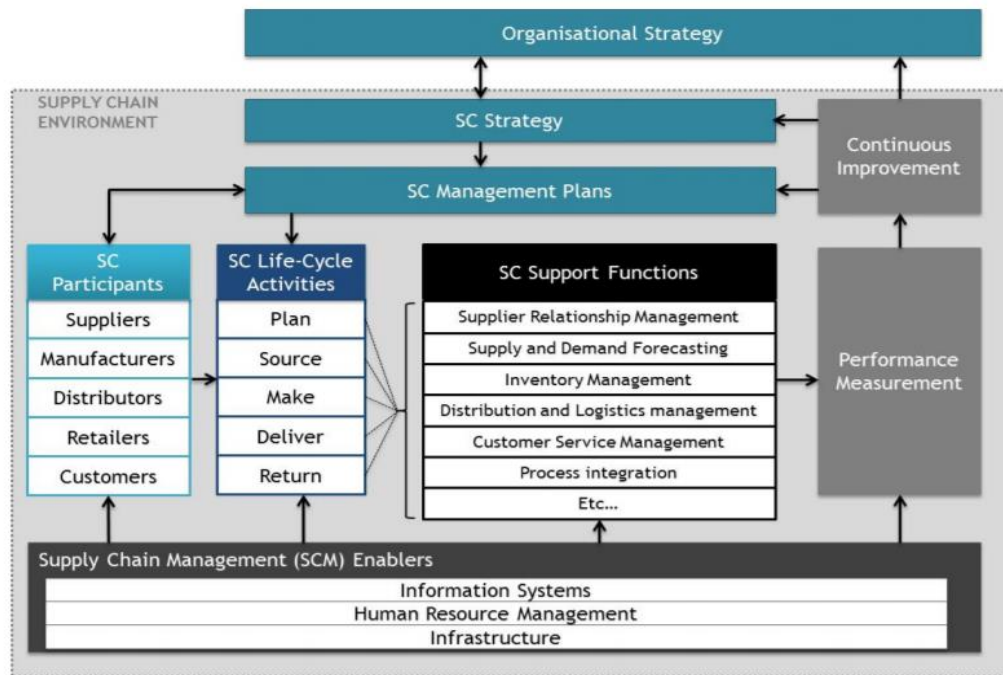 Organisational Strategy
SUPPLY CHAIN
ENVIRONMENT
SC Strategy
Continuous
Improvement
SC Management Plans
SC
Participants
Suppliers
Manufacturers
Distributors
Retailers
Customers
SC Life-Cycle
Activities
Plan
Source
Make
Deliver
Return
SC Support Functions
Supplier Relationship Management
Supply and Demand Forecasting
Inventory Management
Distribution and Logistics management
Customer Service Management
Process integration
Etc...
Performance
Measurement
Supply Chain Management (SCM) Enablers
Information Systems
Human Resource Management
Infrastructure